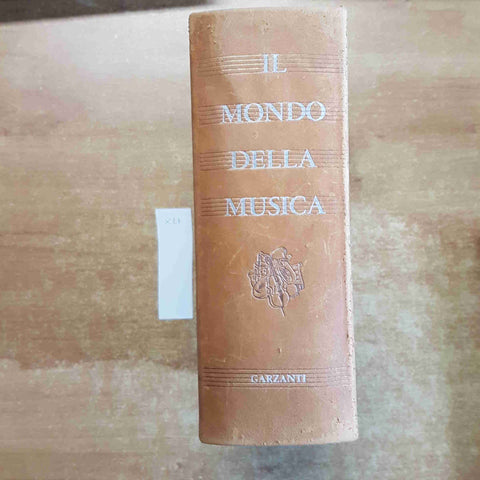 IL
MONDO
DELLA
MUSICA
GARZANTI